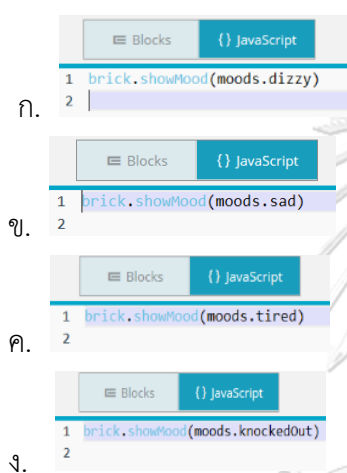 Blocks {} JavaScript
1 brick.showMood(moods.dizzy)
ก. 2
Blocks {} JavaScript
1 brick.showMood(moods.sad)
ข. 2
Blocks {} JavaScript
1 brick.showMood(moods.tired)
ค. 2
Blocks {} JavaScript
1 brick.showMood(moods.knockedOut)
ง. 2